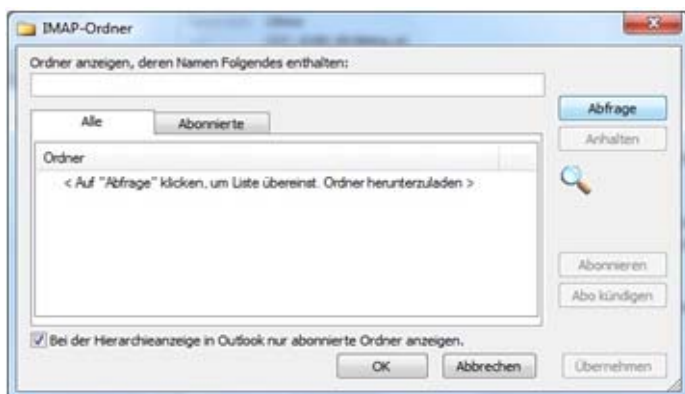 IMAP-Ordner
Ordner anzeigen, deren Namen Folgendes enthalten:
Abfrage
Alle
Abonnierte
Anhalten
Ordner
< Auf "Abfrage" klicken, um Liste übereinst. Ordner herunterzuladen >
Abonnieren
Abo kündigen
Bei der Hierarchieanzeige in Outlook nur abonnierte Ordner anzeigen.
OK
Abbrechen
Übernehmen